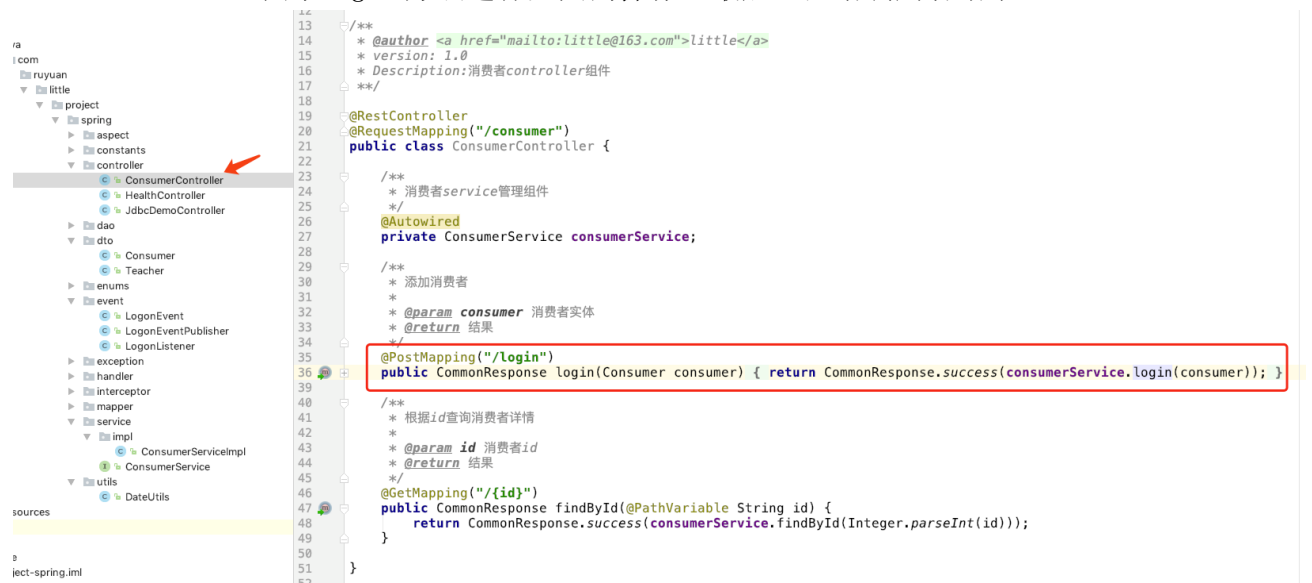 va
com
ruyuan
little
project
spring
aspect
constants
controller
ConsumerController
HealthController
JdbcDemoController
dao
dto
Consumer
Teacher
enums
event
LogonEvent
LogonEventPublisher
LogonListener
exception
handler
interceptor
mapper
service
impl
ConsumerServiceImpl
ConsumerService
utils
DateUtils
sources
ject-spring.iml
12
13 /**
14 * @author <a href="mailto:little@163.com">little</a>
15 * version: 1.0
16 * Description:消费者controller组件
17 **/
18
19 @RestController
20 @RequestMapping("/consumer")
21 public class ConsumerController {
22
23 /**
24 * 消费者service管理组件
25 */
26 @Autowired
27 private ConsumerService consumerService;
28
29 /**
30 * 添加消费者
31 *
32 * @param consumer 消费者实体
33 * @return 结果
34 */
35 @PostMapping("/login")
36 public CommonResponse login(Consumer consumer) { return CommonResponse.success(consumerService.login(consumer)); }
39
40 /**
41 * 根据id查询消费者详情
42 *
43 * @param id 消费者id
44 * @return 结果
45 */
46 @GetMapping("/{id}")
47 public CommonResponse findById(@PathVariable String id) {
48 return CommonResponse.success(consumerService.findById(Integer.parseInt(id)));
49 }
50
51 }
52